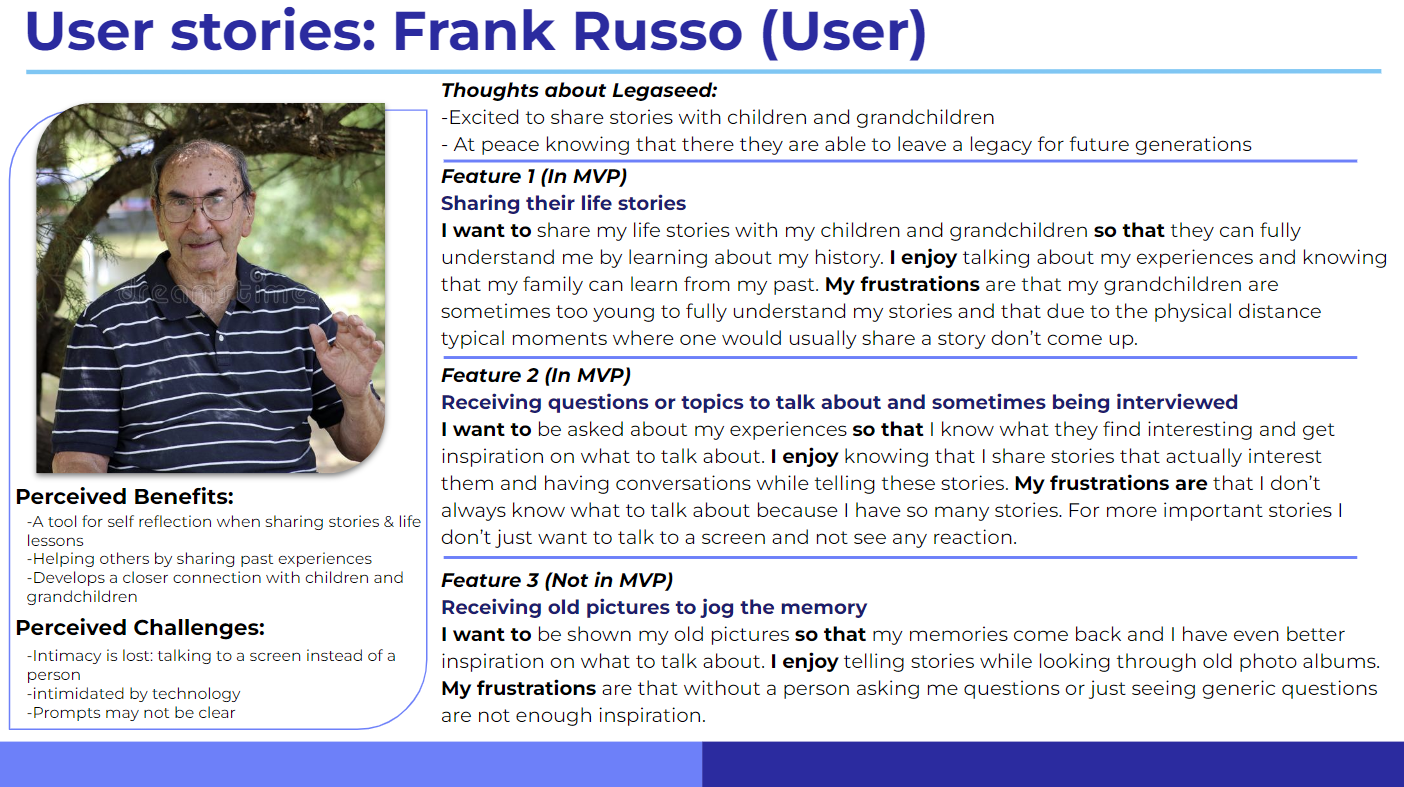 User stories: Frank Russo (User)
dreamstime
Perceived Benefits:
-A tool for self reflection when sharing stories & life
lessons
-Helping others by sharing past experiences
-Develops a closer connection with children and
grandchildren
Perceived Challenges:
-Intimacy is lost: talking to a screen instead of a
person
-intimidated by technology
-Prompts may not be clear
Thoughts about Legaseed:
-Excited to share stories with children and grandchildren
- At peace knowing that there they are able to leave a legacy for future generations
Feature 1 (In MVP)
Sharing their life stories
I want to share my life stories with my children and grandchildren so that they can fully
understand me by learning about my history. I enjoy talking about my experiences and knowing
that my family can learn from my past. My frustrations are that my grandchildren are
sometimes too young to fully understand my stories and that due to the physical distance
typical moments where one would usually share a story don’t come up.
Feature 2 (In MVP)
Receiving questions or topics to talk about and sometimes being interviewed
I want to be asked about my experiences so that I know what they find interesting and get
inspiration on what to talk about. I enjoy knowing that I share stories that actually interest
them and having conversations while telling these stories. My frustrations are that I don’t
always know what to talk about because I have so many stories. For more important stories I
don’t just want to talk to a screen and not see any reaction.
Feature 3 (Not in MVP)
Receiving old pictures to jog the memory
I want to be shown my old pictures so that my memories come back and I have even better
inspiration on what to talk about. I enjoy telling stories while looking through old photo albums.
My frustrations are that without a person asking me questions or just seeing generic questions
are not enough inspiration.